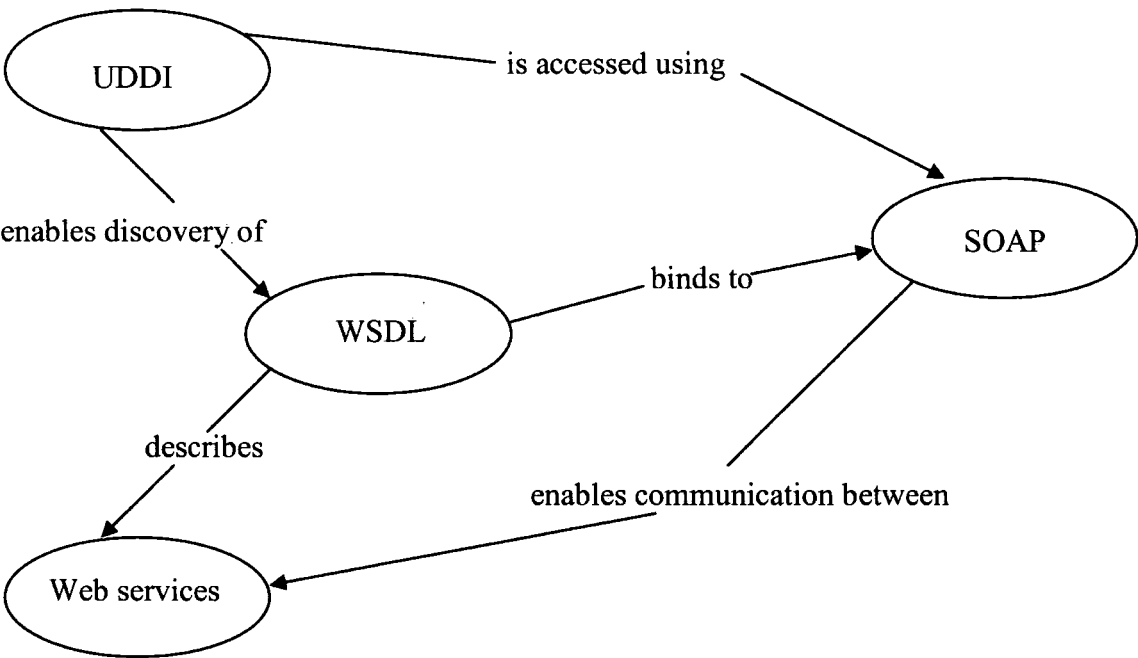 UDDI
is accessed using
enables discovery of
SOAP
binds to
WSDL
describes
enables communication between
Web services